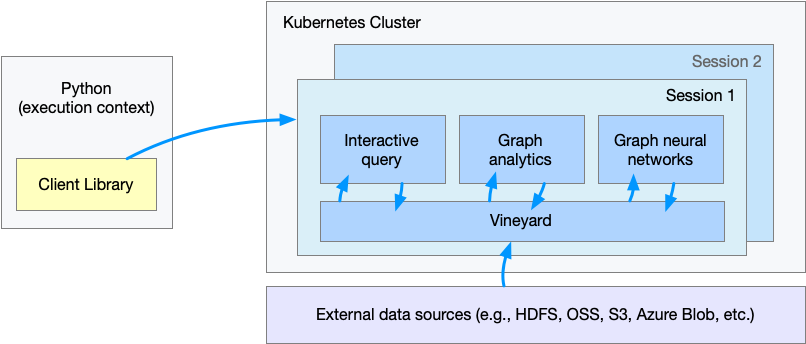 Kubernetes Cluster
Python
(execution context)
Client Library
Session 2
Session 1
Interactive
query
Graph
analytics
Graph neural
networks
Vineyard
External data sources (e.g., HDFS, OSS, S3, Azure Blob, etc.)